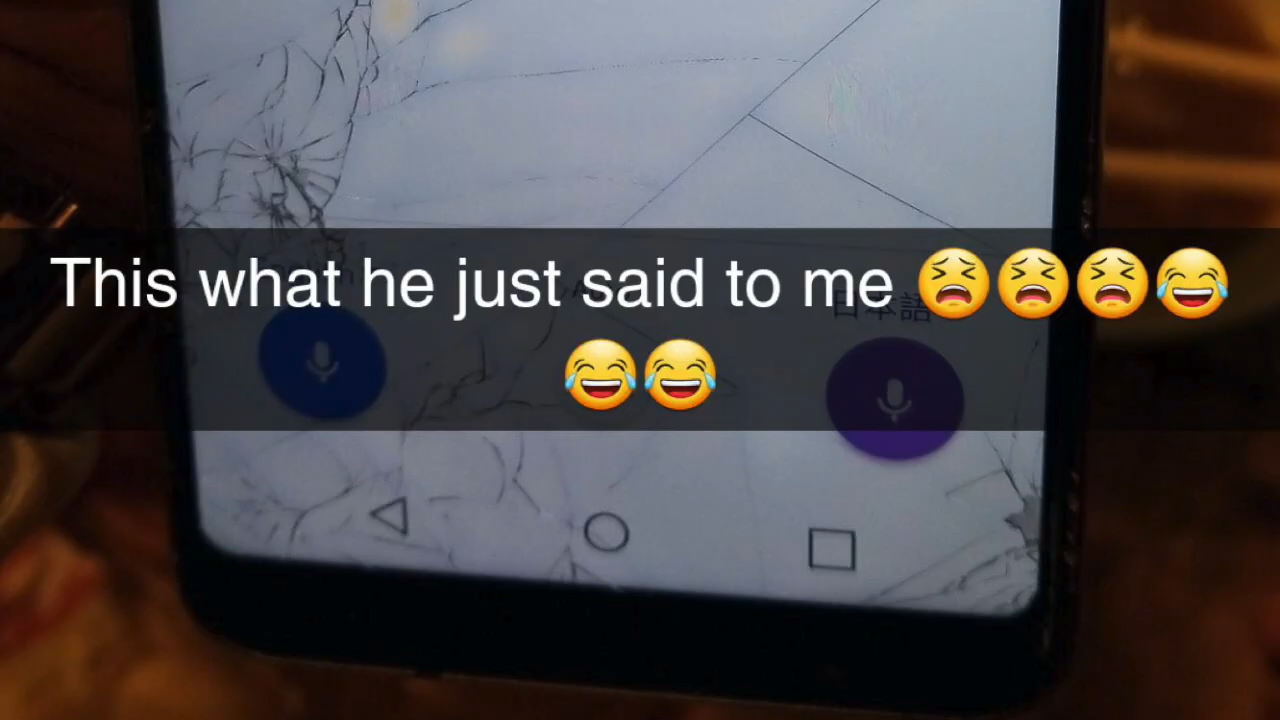 This what he just said to me 😫😫😫😂
😂😂
日本語